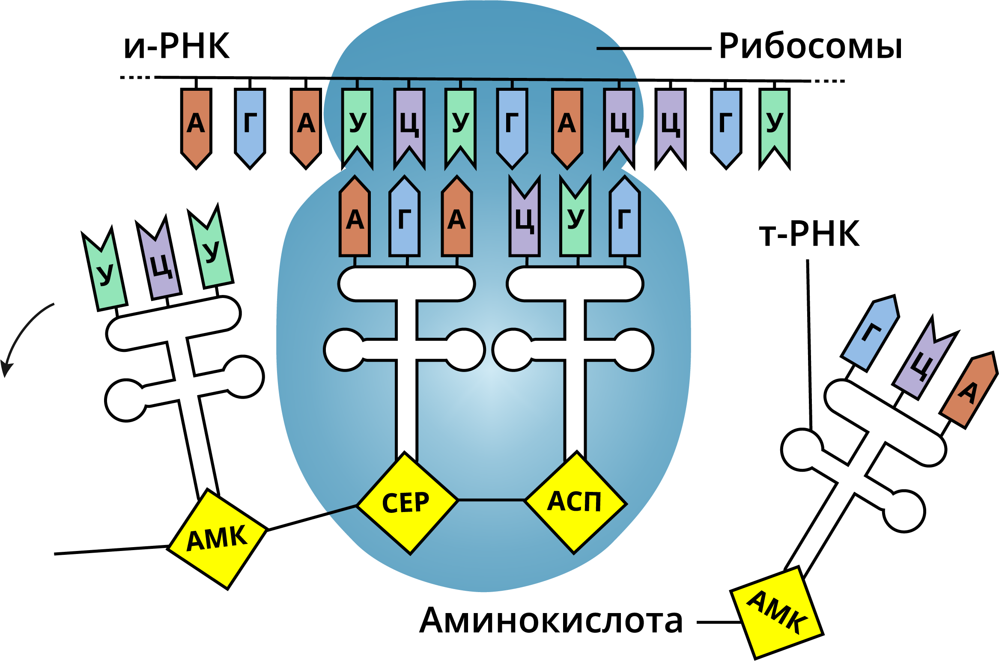 и-РНК
Рибосомы
А Г А У Ц У Г А Ц Ц Г У
А Г А Ц У Г
У Ц У
т-РНК
Г Ц А
СЕР
АСП
АМК
АМК
Аминокислота